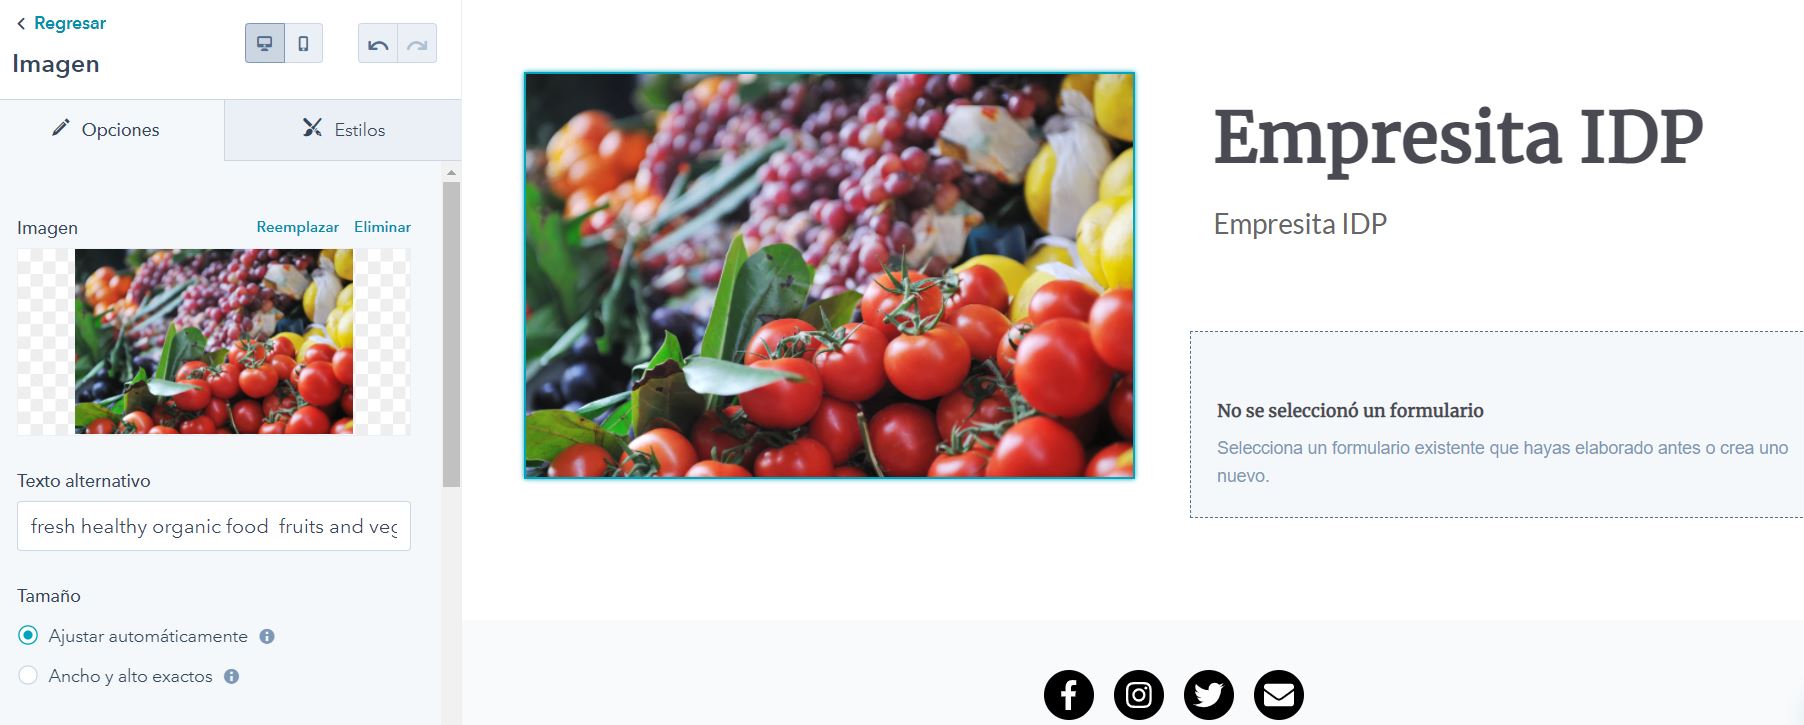 Regresar
Imagen
Opciones
Estilos
Imagen
Reemplazar
Eliminar
Texto alternativo
fresh healthy organic food  fruits and veg
Tamaño
Ajustar automáticamente
Ancho y alto exactos
Empresita IDP
Empresita IDP
No se seleccionó un formulario
Selecciona un formulario existente que hayas elaborado antes o crea uno
nuevo.